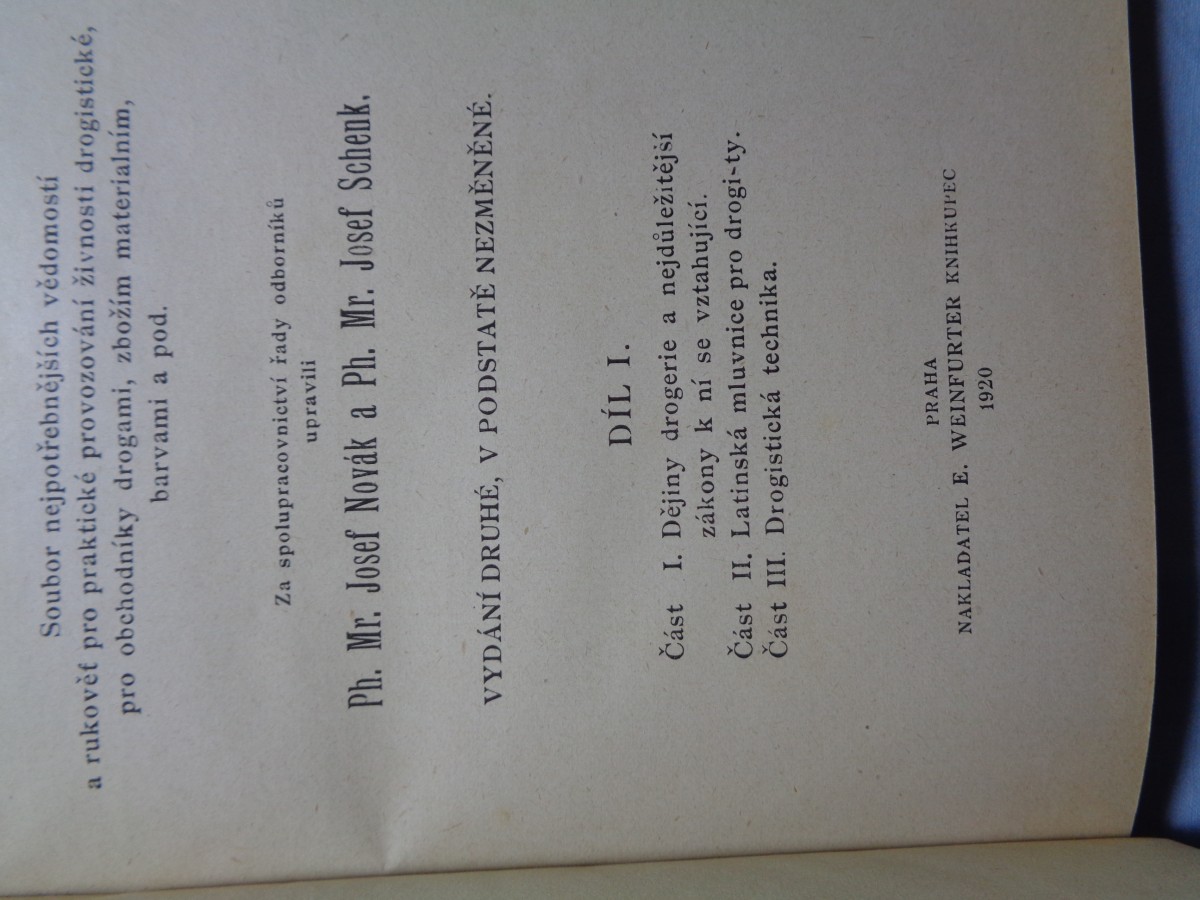 Soubor nejpotřebnějších vědomostí
a rukověť pro praktické provozování živnosti drogistické,
pro obchodníky drogami, zbožím materialním,
barvami a pod.
Za spolupracovnictví řady odborníků
upravili
Ph. Mr. Josef Novák a Ph. Mr. Josef Schenk.
VYDÁNÍ DRUHÉ, V PODSTATĚ NEZMĚNĚNÉ.
DÍL I.
Část I. Dějiny drogerie a nejdůležitější
zákony k ní se vztahující.
Část II. Latinská mluvnice pro drogi-ty.
Část III. Drogistická technika.
PRAHA
NAKLADATEL E. WEINFURTER KNIHKUPEC
1920